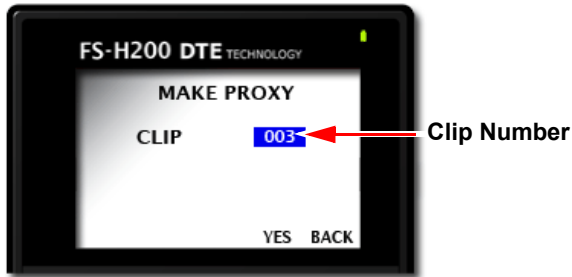 FS-H200 DTE TECHNOLOGY
MAKE PROXY
CLIP 003
Clip Number
YES BACK